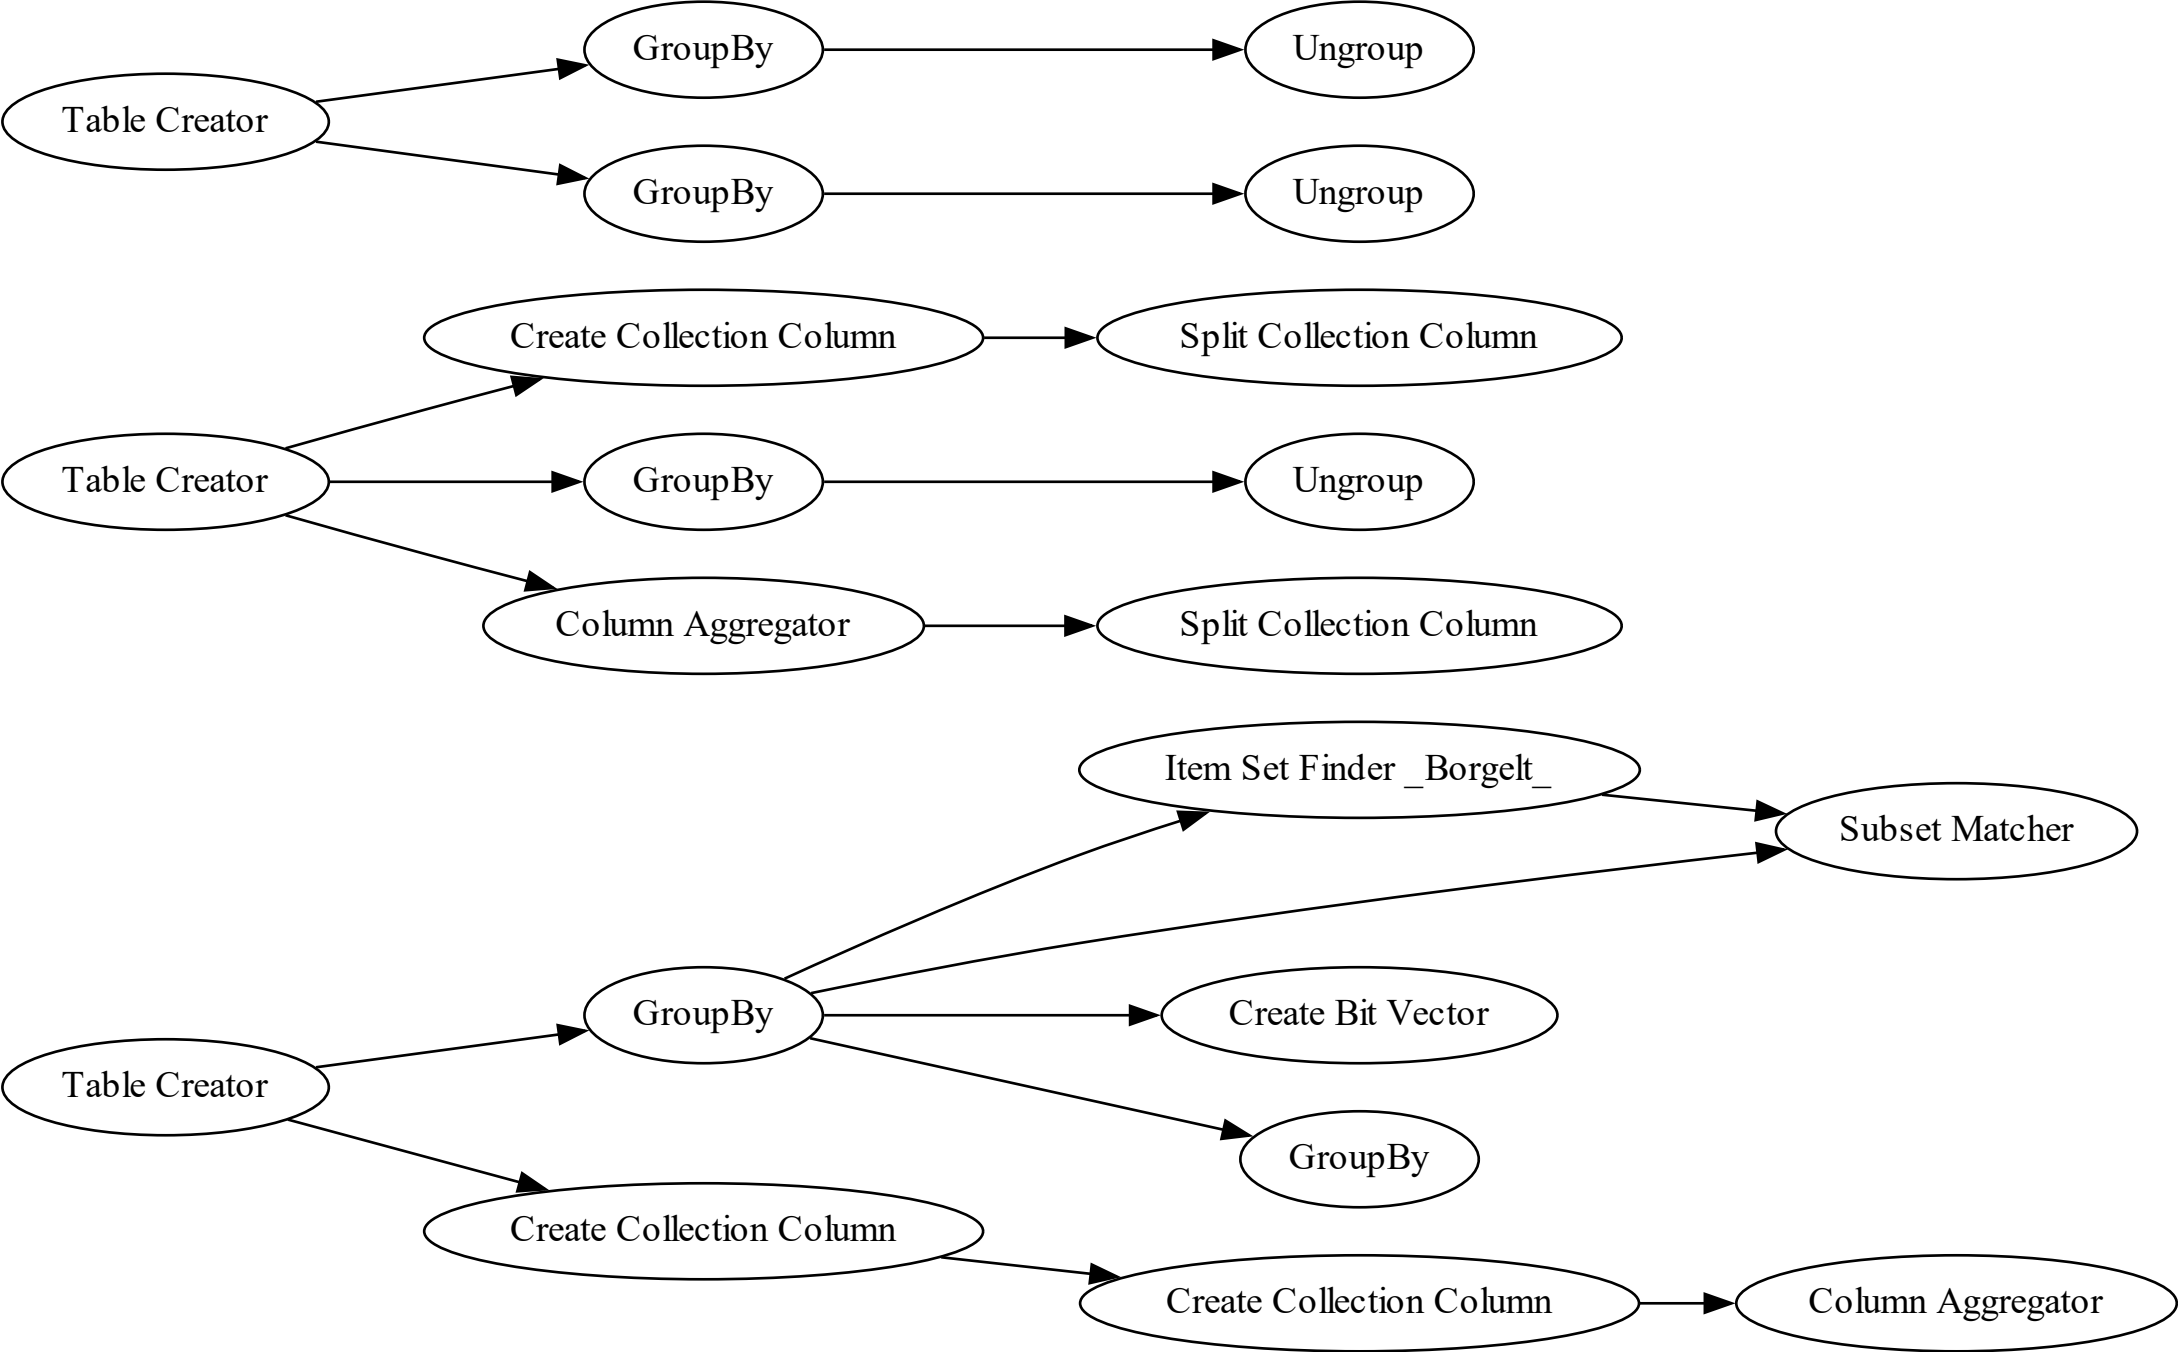 GroupBy
Ungroup
Table Creator
GroupBy
Ungroup
Create Collection Column
Split Collection Column
Table Creator
GroupBy
Ungroup
Column Aggregator
Split Collection Column
Item Set Finder _Borgelt_
Subset Matcher
GroupBy
Create Bit Vector
Table Creator
GroupBy
Create Collection Column
Create Collection Column
Column Aggregator